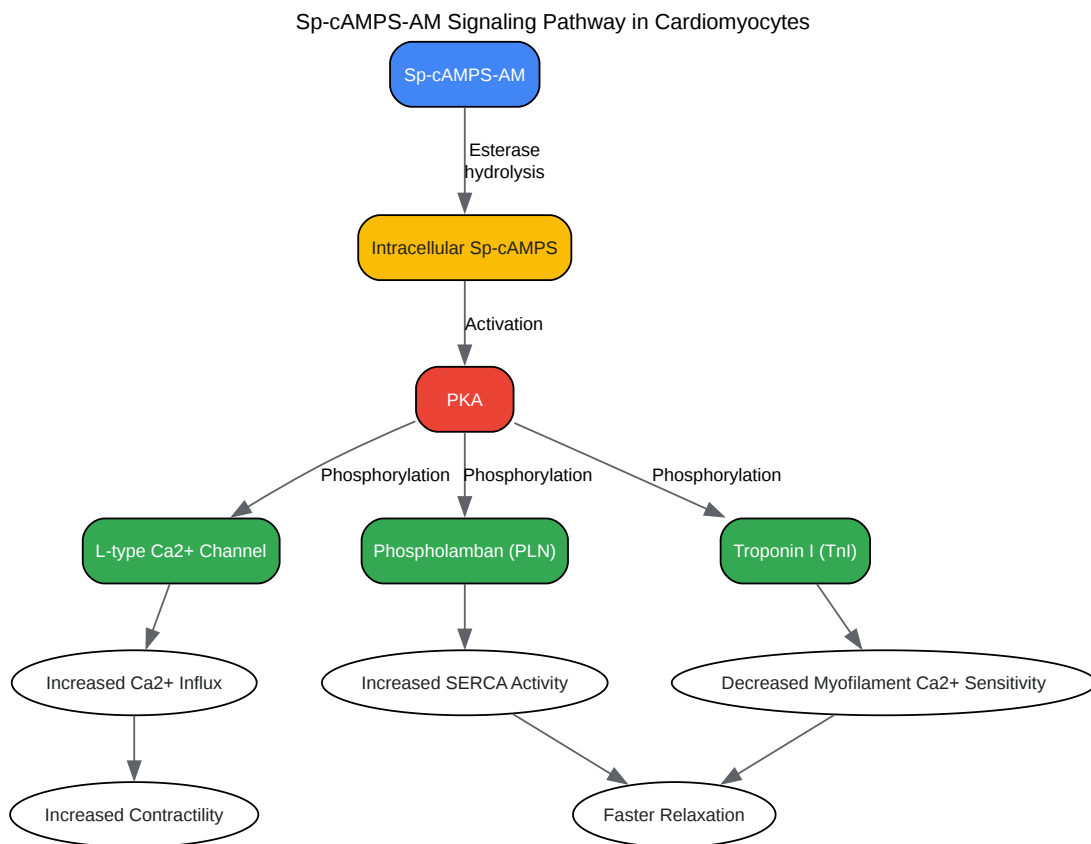 Sp-cAMPS-AM Signaling Pathway in Cardiomyocytes
Sp-cAMPS-AM
Esterase
hydrolysis
Intracellular Sp-cAMPS
Activation
PKA
Phosphorylation
Phosphorylation
Phosphorylation
L-type Ca2+ Channel
Phospholamban (PLN)
Troponin I (TnI)
Increased Ca2+ Influx
Increased SERCA Activity
Decreased Myofilament Ca2+ Sensitivity
Increased Contractility
Faster Relaxation